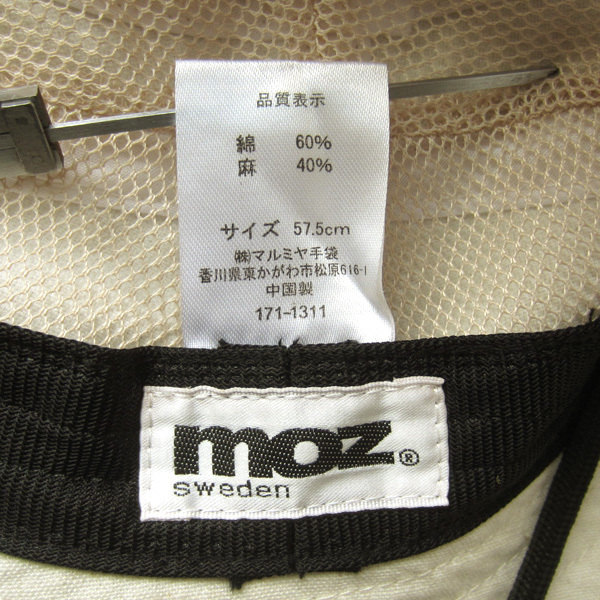 品質表示
綿 60%
麻 40%
サイズ 57.5cm
㈱マルミヤ手袋
香川県東かがわ市松原616-1
中国製
171-1311
moz®
sweden